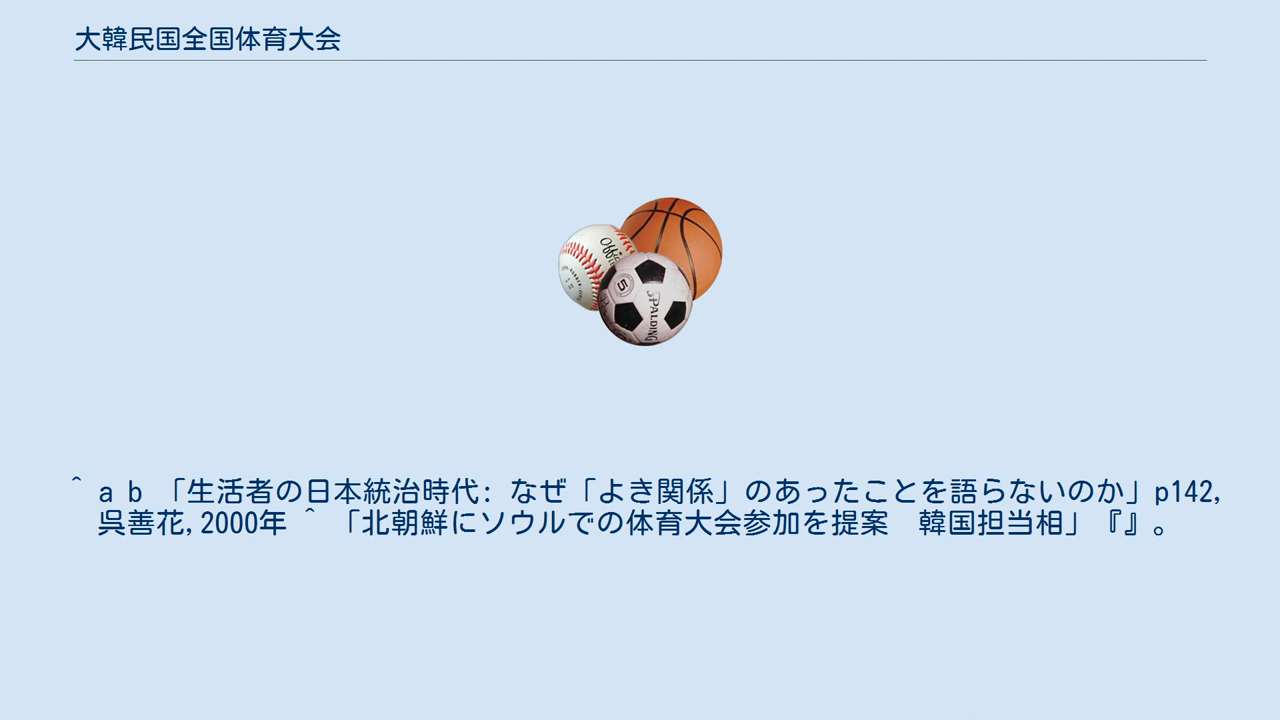 大韓民国全国体育大会
Offic
5
SPALDING
^ a b 「生活者の日本統治時代: なぜ「よき関係」のあったことを語らないのか」p142,
呉善花,2000年 ^ 「北朝鮮にソウルでの体育大会参加を提案　韓国担当相」『』。